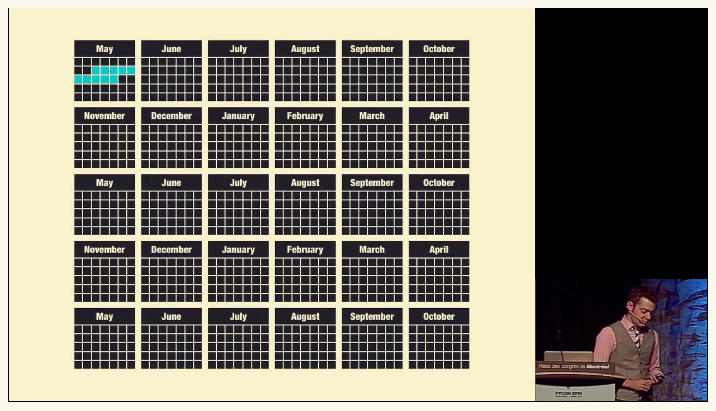 May June July August September October
November December January February March April
May June July August September October
November December January February March April
May June July August September October
Palais des congrès de Montréal
PYCON 2014